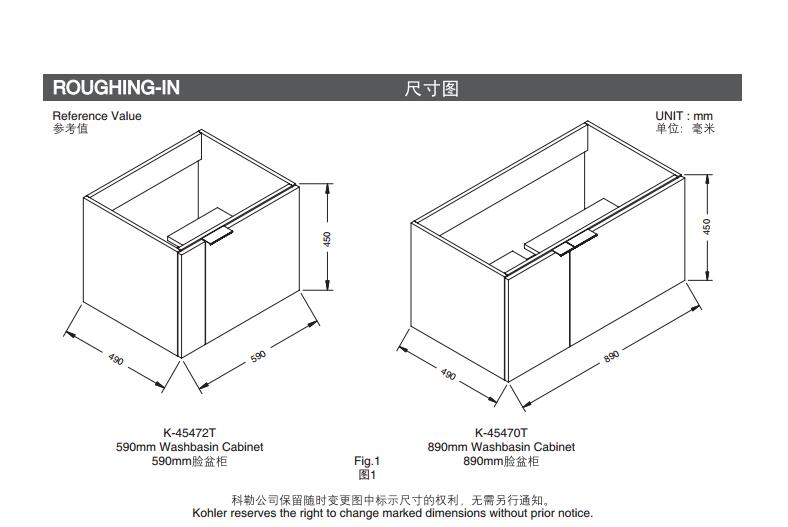 ROUGHING-IN 尺寸图
Reference Value UNIT : mm
参考值 单位：毫米
450
450
490
590
490
890
K-45472T
590mm Washbasin Cabinet
590mm脸盆柜
K-45470T
890mm Washbasin Cabinet
890mm脸盆柜
Fig.1
图1
科勒公司保留随时变更图中标示尺寸的权利，无需另行通知。
Kohler reserves the right to change marked dimensions without prior notice.